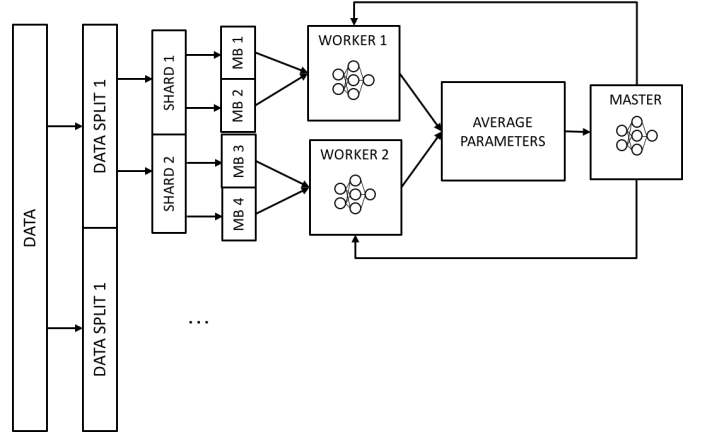 DATA
DATA SPLIT 1
DATA SPLIT 1
SHARD 1
SHARD 2
MB 1
MB 2
MB 3
MB 4
WORKER 1
WORKER 2
AVERAGE
PARAMETERS
MASTER
...